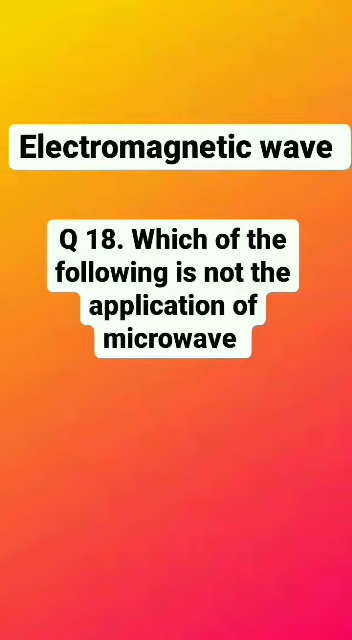 Electromagnetic wave
Q 18. Which of the
following is not the
application of
microwave